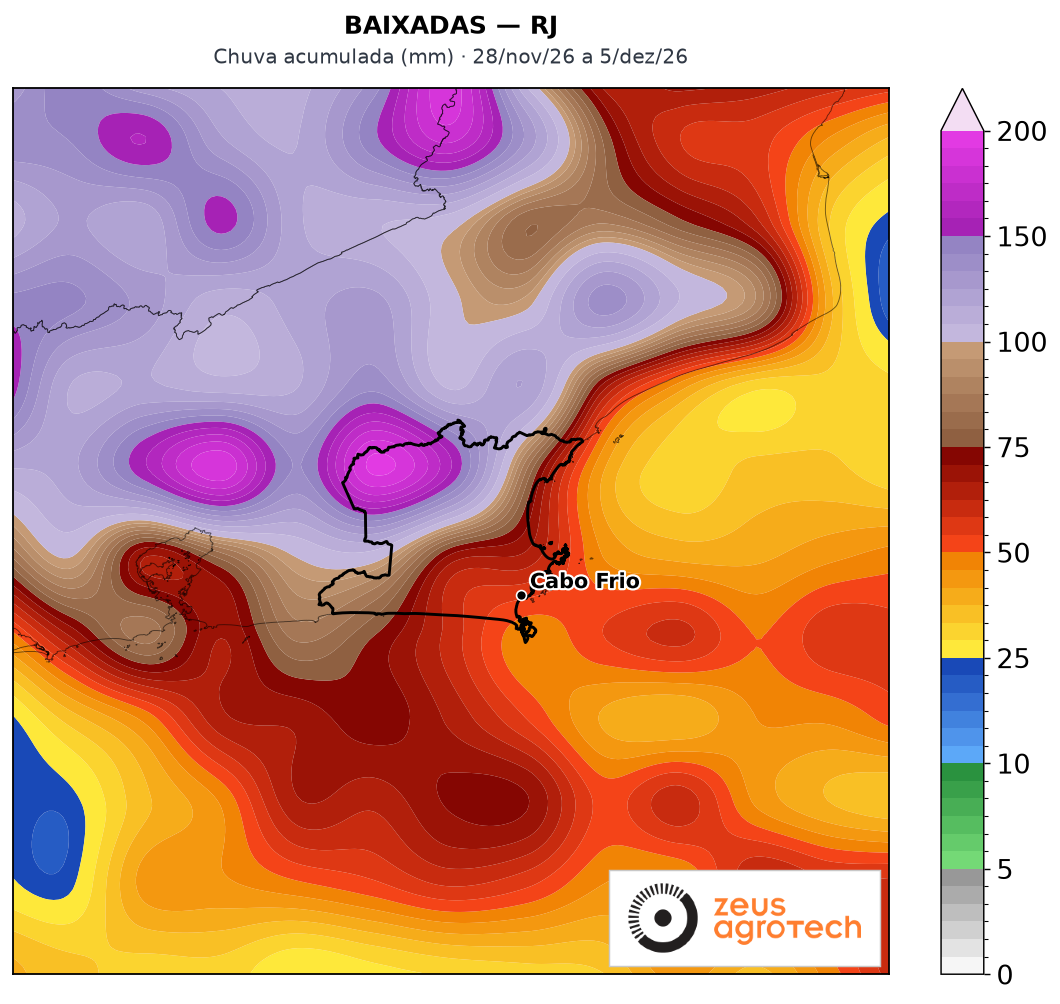 BAIXADAS — RJ
Chuva acumulada (mm) · 28/nov/26 a 5/dez/26
200
150
100
75
50
25
10
5
0
Cabo Frio
zeus
agrotech